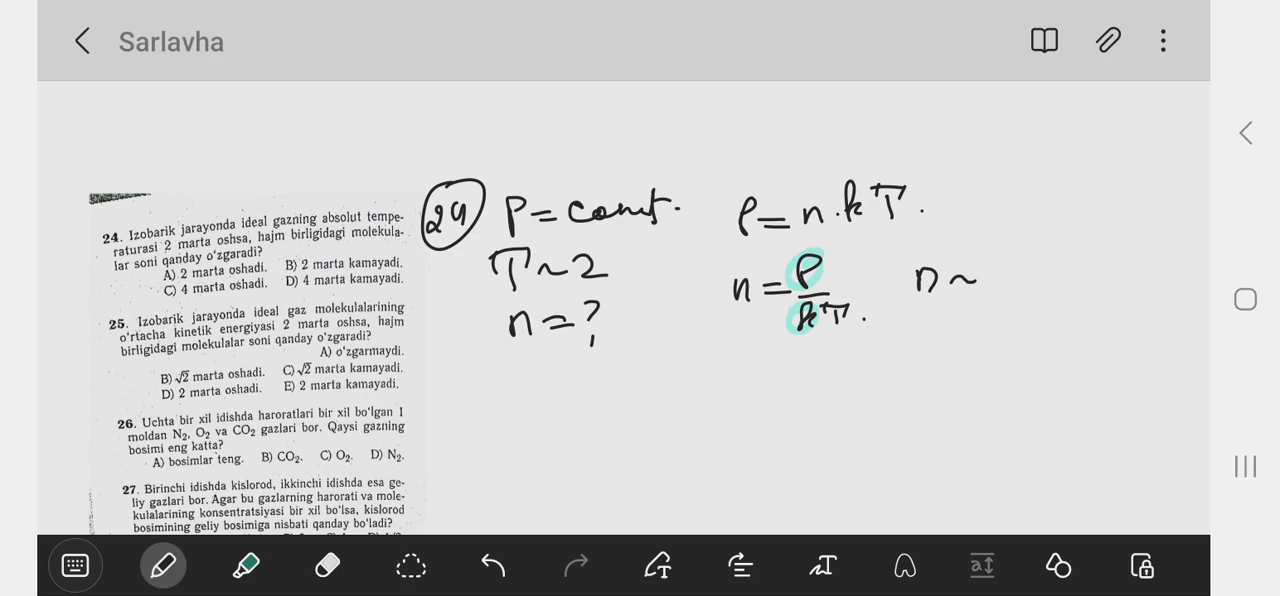 Sarlavha
24. Izobarik jarayonda ideal gazning absolut tempe-
raturasi 2 marta oshsa, hajm birligidagi molekula-
lar soni qanday o'zgaradi?
A) 2 marta oshadi. B) 2 marta kamayadi.
C) 4 marta oshadi. D) 4 marta kamayadi.
25. Izobarik jarayonda ideal gaz molekulalarining
o'rtacha kinetik energiyasi 2 marta oshsa, hajm
birligidagi molekulalar soni qanday o'zgaradi?
A) o'zgarmaydi.
B) √2 marta oshadi. C) √2 marta kamayadi.
D) 2 marta oshadi. E) 2 marta kamayadi.
26. Uchta bir xil idishda haroratlari bir xil bo'lgan 1
moldan N₂, O₂ va CO₂ gazlari bor. Qaysi gazning
bosimi eng katta?
A) bosimlar teng. B) CO₂. C) O₂. D) N₂.
27. Birinchi idishda kislorod, ikkinchi idishda esa ge-
liy gazlari bor. Agar bu gazlarning harorati va mole-
kulalarining konsentratsiyasi bir xil bo'lsa, kislorod
bosimining geliy bosimiga nisbati qanday bo'ladi?
24 P = const.
T ~ 2
n = ?
P = n · k T.
n = P / kT.
n ~